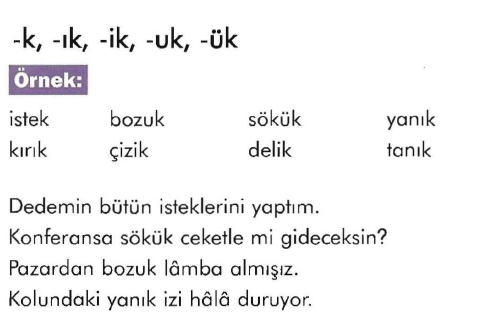 -k, -ık, -ik, -uk, -ük
Örnek:
istek bozuk sökük yanık
kırık çizik delik tanık
Dedemin bütün isteklerini yaptım.
Konferansa sökük ceketle mi gideceksin?
Pazardan bozuk lâmba almışız.
Kolundaki yanık izi hâlâ duruyor.